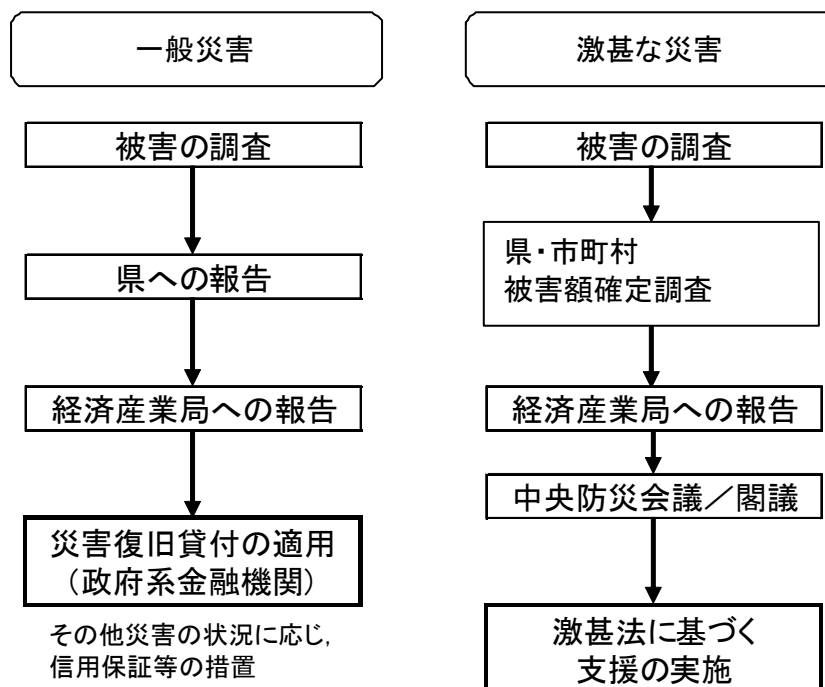 一般災害
被害の調査
県への報告
経済産業局への報告
災害復旧貸付の適用
（政府系金融機関）
その他災害の状況に応じ,
信用保証等の措置
激甚な災害
被害の調査
県・市町村
被害額確定調査
経済産業局への報告
中央防災会議／閣議
激甚法に基づく
支援の実施